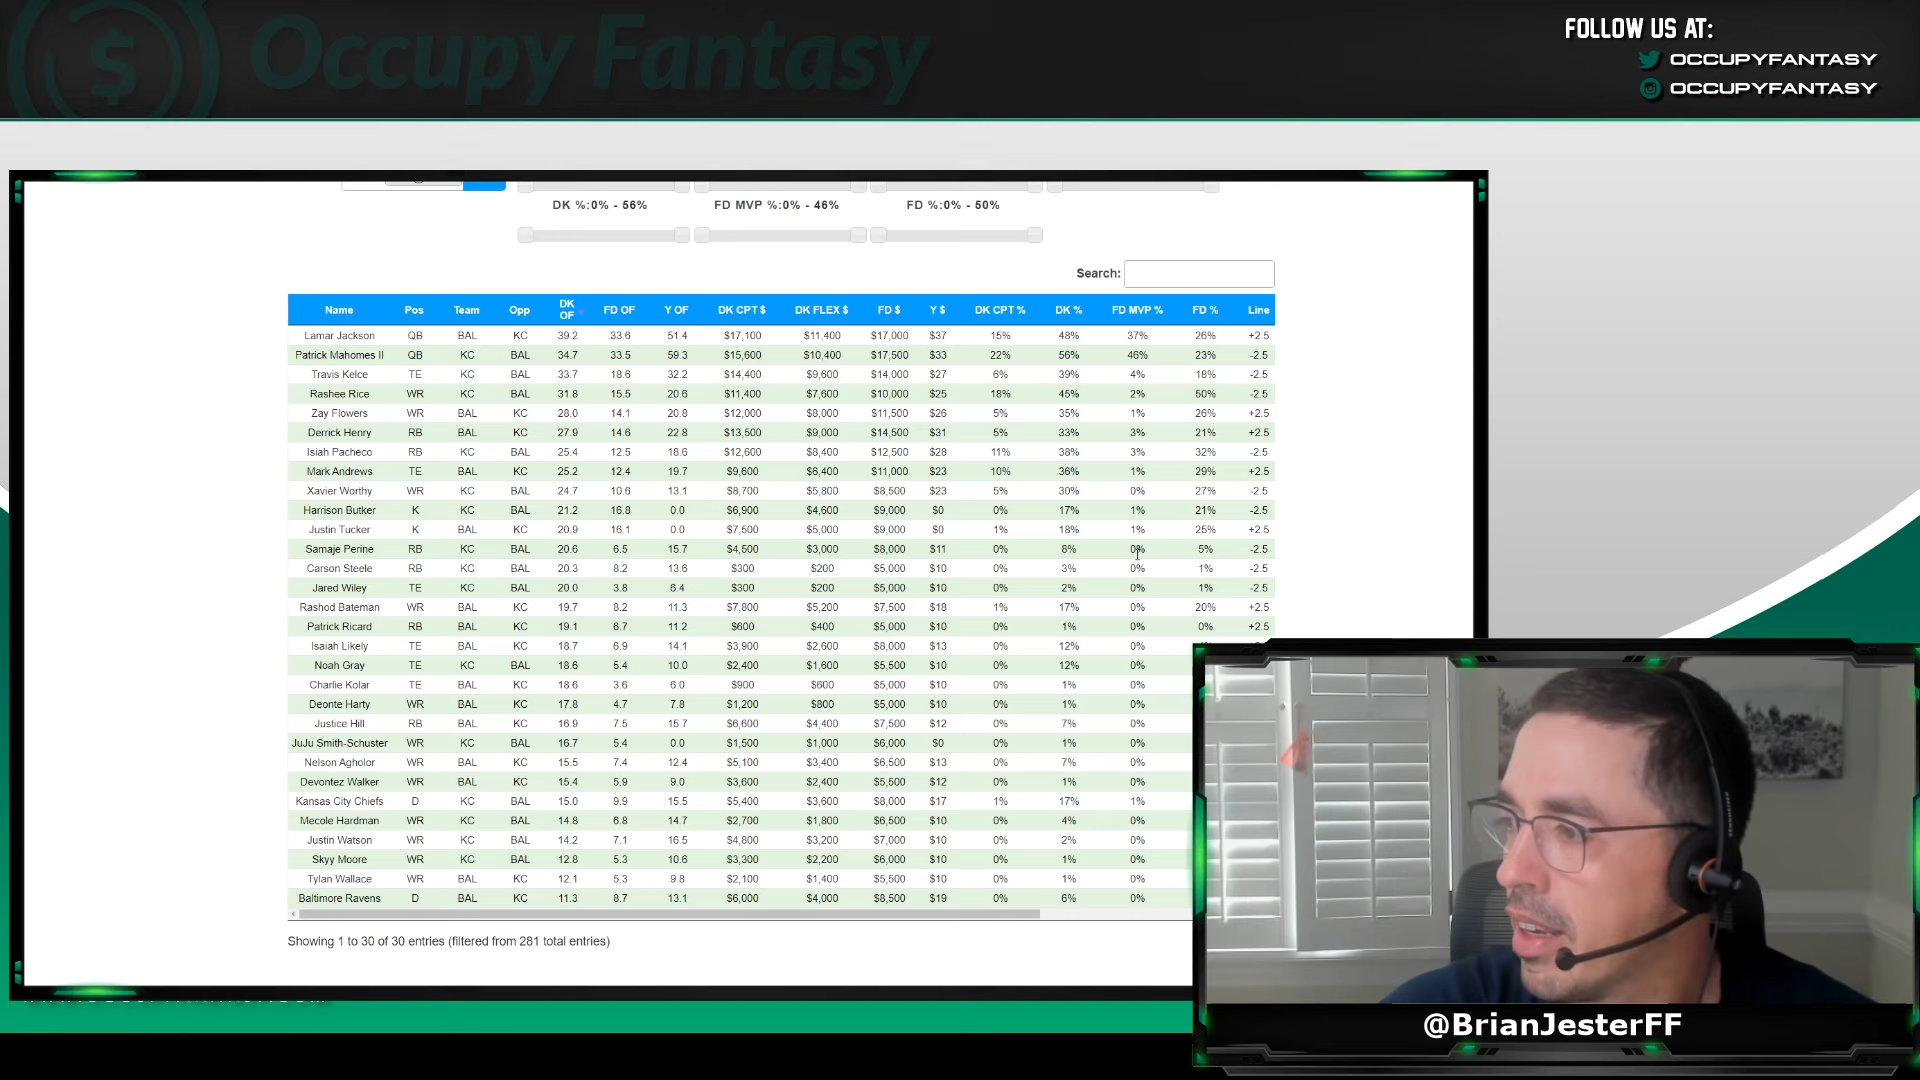 Occupy Fantasy
FOLLOW US AT:
OCCUPYFANTASY
OCCUPYFANTASY
DK %:0% - 56% FD MVP %:0% - 46% FD %:0% - 50%
Search:
Name Pos Team Opp DK OF FD OF Y OF DK CPT $ DK FLEX $ FD $ Y $ DK CPT % DK % FD MVP % FD % Line
Lamar Jackson QB BAL KC 39.2 33.6 51.4 $17,100 $11,400 $17,000 $37 15% 48% 37% 26% +2.5
Patrick Mahomes II QB KC BAL 34.7 33.5 59.3 $15,600 $10,400 $17,500 $33 22% 56% 46% 23% -2.5
Travis Kelce TE KC BAL 33.7 18.6 32.2 $14,400 $9,600 $14,000 $27 6% 39% 4% 18% -2.5
Rashee Rice WR KC BAL 31.8 15.5 20.6 $11,400 $7,600 $10,000 $25 18% 45% 2% 50% -2.5
Zay Flowers WR BAL KC 28.0 14.1 20.8 $12,000 $8,000 $11,500 $26 5% 35% 1% 26% +2.5
Derrick Henry RB BAL KC 27.9 14.6 22.8 $13,500 $9,000 $14,500 $31 5% 33% 3% 21% +2.5
Isiah Pacheco RB KC BAL 25.4 12.5 18.6 $12,600 $8,400 $12,500 $28 11% 38% 3% 32% -2.5
Mark Andrews TE BAL KC 25.2 12.4 19.7 $9,600 $6,400 $11,000 $23 10% 36% 1% 29% +2.5
Xavier Worthy WR KC BAL 24.7 10.6 13.1 $8,700 $5,800 $8,500 $23 5% 30% 0% 27% -2.5
Harrison Butker K KC BAL 21.2 16.8 0.0 $6,900 $4,600 $9,000 $0 0% 17% 1% 21% -2.5
Justin Tucker K BAL KC 20.9 16.1 0.0 $7,500 $5,000 $9,000 $0 1% 18% 1% 25% +2.5
Samaje Perine RB KC BAL 20.6 6.5 15.7 $4,500 $3,000 $8,000 $11 0% 8% 0% 5% -2.5
Carson Steele RB KC BAL 20.3 8.2 13.6 $300 $200 $5,000 $10 0% 3% 0% 1% -2.5
Jared Wiley TE KC BAL 20.0 3.8 6.4 $300 $200 $5,000 $10 0% 2% 0% 1% -2.5
Rashod Bateman WR BAL KC 19.7 8.2 11.3 $7,800 $5,200 $7,500 $18 1% 17% 0% 20% +2.5
Patrick Ricard RB BAL KC 19.1 6.7 11.2 $600 $400 $5,000 $10 0% 1% 0% 0% +2.5
Isaiah Likely TE BAL KC 18.7 6.9 14.1 $3,900 $2,600 $8,000 $13 0% 12% 0%
Noah Gray TE KC BAL 18.6 5.4 10.0 $2,400 $1,600 $5,500 $10 0% 12% 0%
Charlie Kolar TE BAL KC 18.6 3.6 6.0 $900 $600 $5,000 $10 0% 1% 0%
Deonte Harty WR BAL KC 17.8 4.7 7.8 $1,200 $800 $5,000 $10 0% 1% 0%
Justice Hill RB BAL KC 16.9 7.5 15.7 $6,600 $4,400 $7,500 $12 0% 7% 0%
JuJu Smith-Schuster WR KC BAL 16.7 5.4 0.0 $1,500 $1,000 $6,000 $0 0% 1% 0%
Nelson Agholor WR BAL KC 15.5 7.4 12.4 $5,100 $3,400 $6,500 $13 0% 7% 0%
Devontez Walker WR BAL KC 15.4 5.9 9.0 $3,600 $2,400 $5,500 $12 0% 1% 0%
Kansas City Chiefs D KC BAL 15.0 9.9 15.5 $5,400 $3,600 $8,000 $17 1% 17% 1%
Mecole Hardman WR KC BAL 14.8 6.8 14.7 $2,700 $1,800 $6,500 $10 0% 4% 0%
Justin Watson WR KC BAL 14.2 7.1 16.5 $4,800 $3,200 $7,000 $10 0% 2% 0%
Skyy Moore WR KC BAL 12.8 5.3 10.6 $3,300 $2,200 $6,000 $10 0% 1% 0%
Tylan Wallace WR BAL KC 12.1 5.3 9.8 $2,100 $1,400 $5,500 $10 0% 1% 0%
Baltimore Ravens D BAL KC 11.3 8.7 13.1 $6,000 $4,000 $8,500 $19 0% 6% 0%
Showing 1 to 30 of 30 entries (filtered from 281 total entries)
@BrianJesterFF